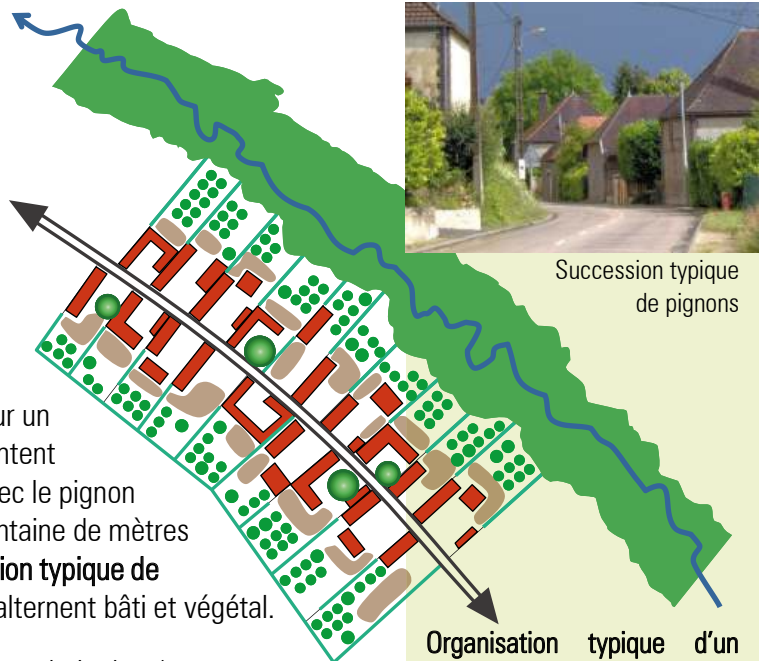 Succession typique
de pignons
ur un
ntent
vec le pignon
ntaine de mètres
ion typique de
alternent bâti et végétal.
Organisation typique d'un